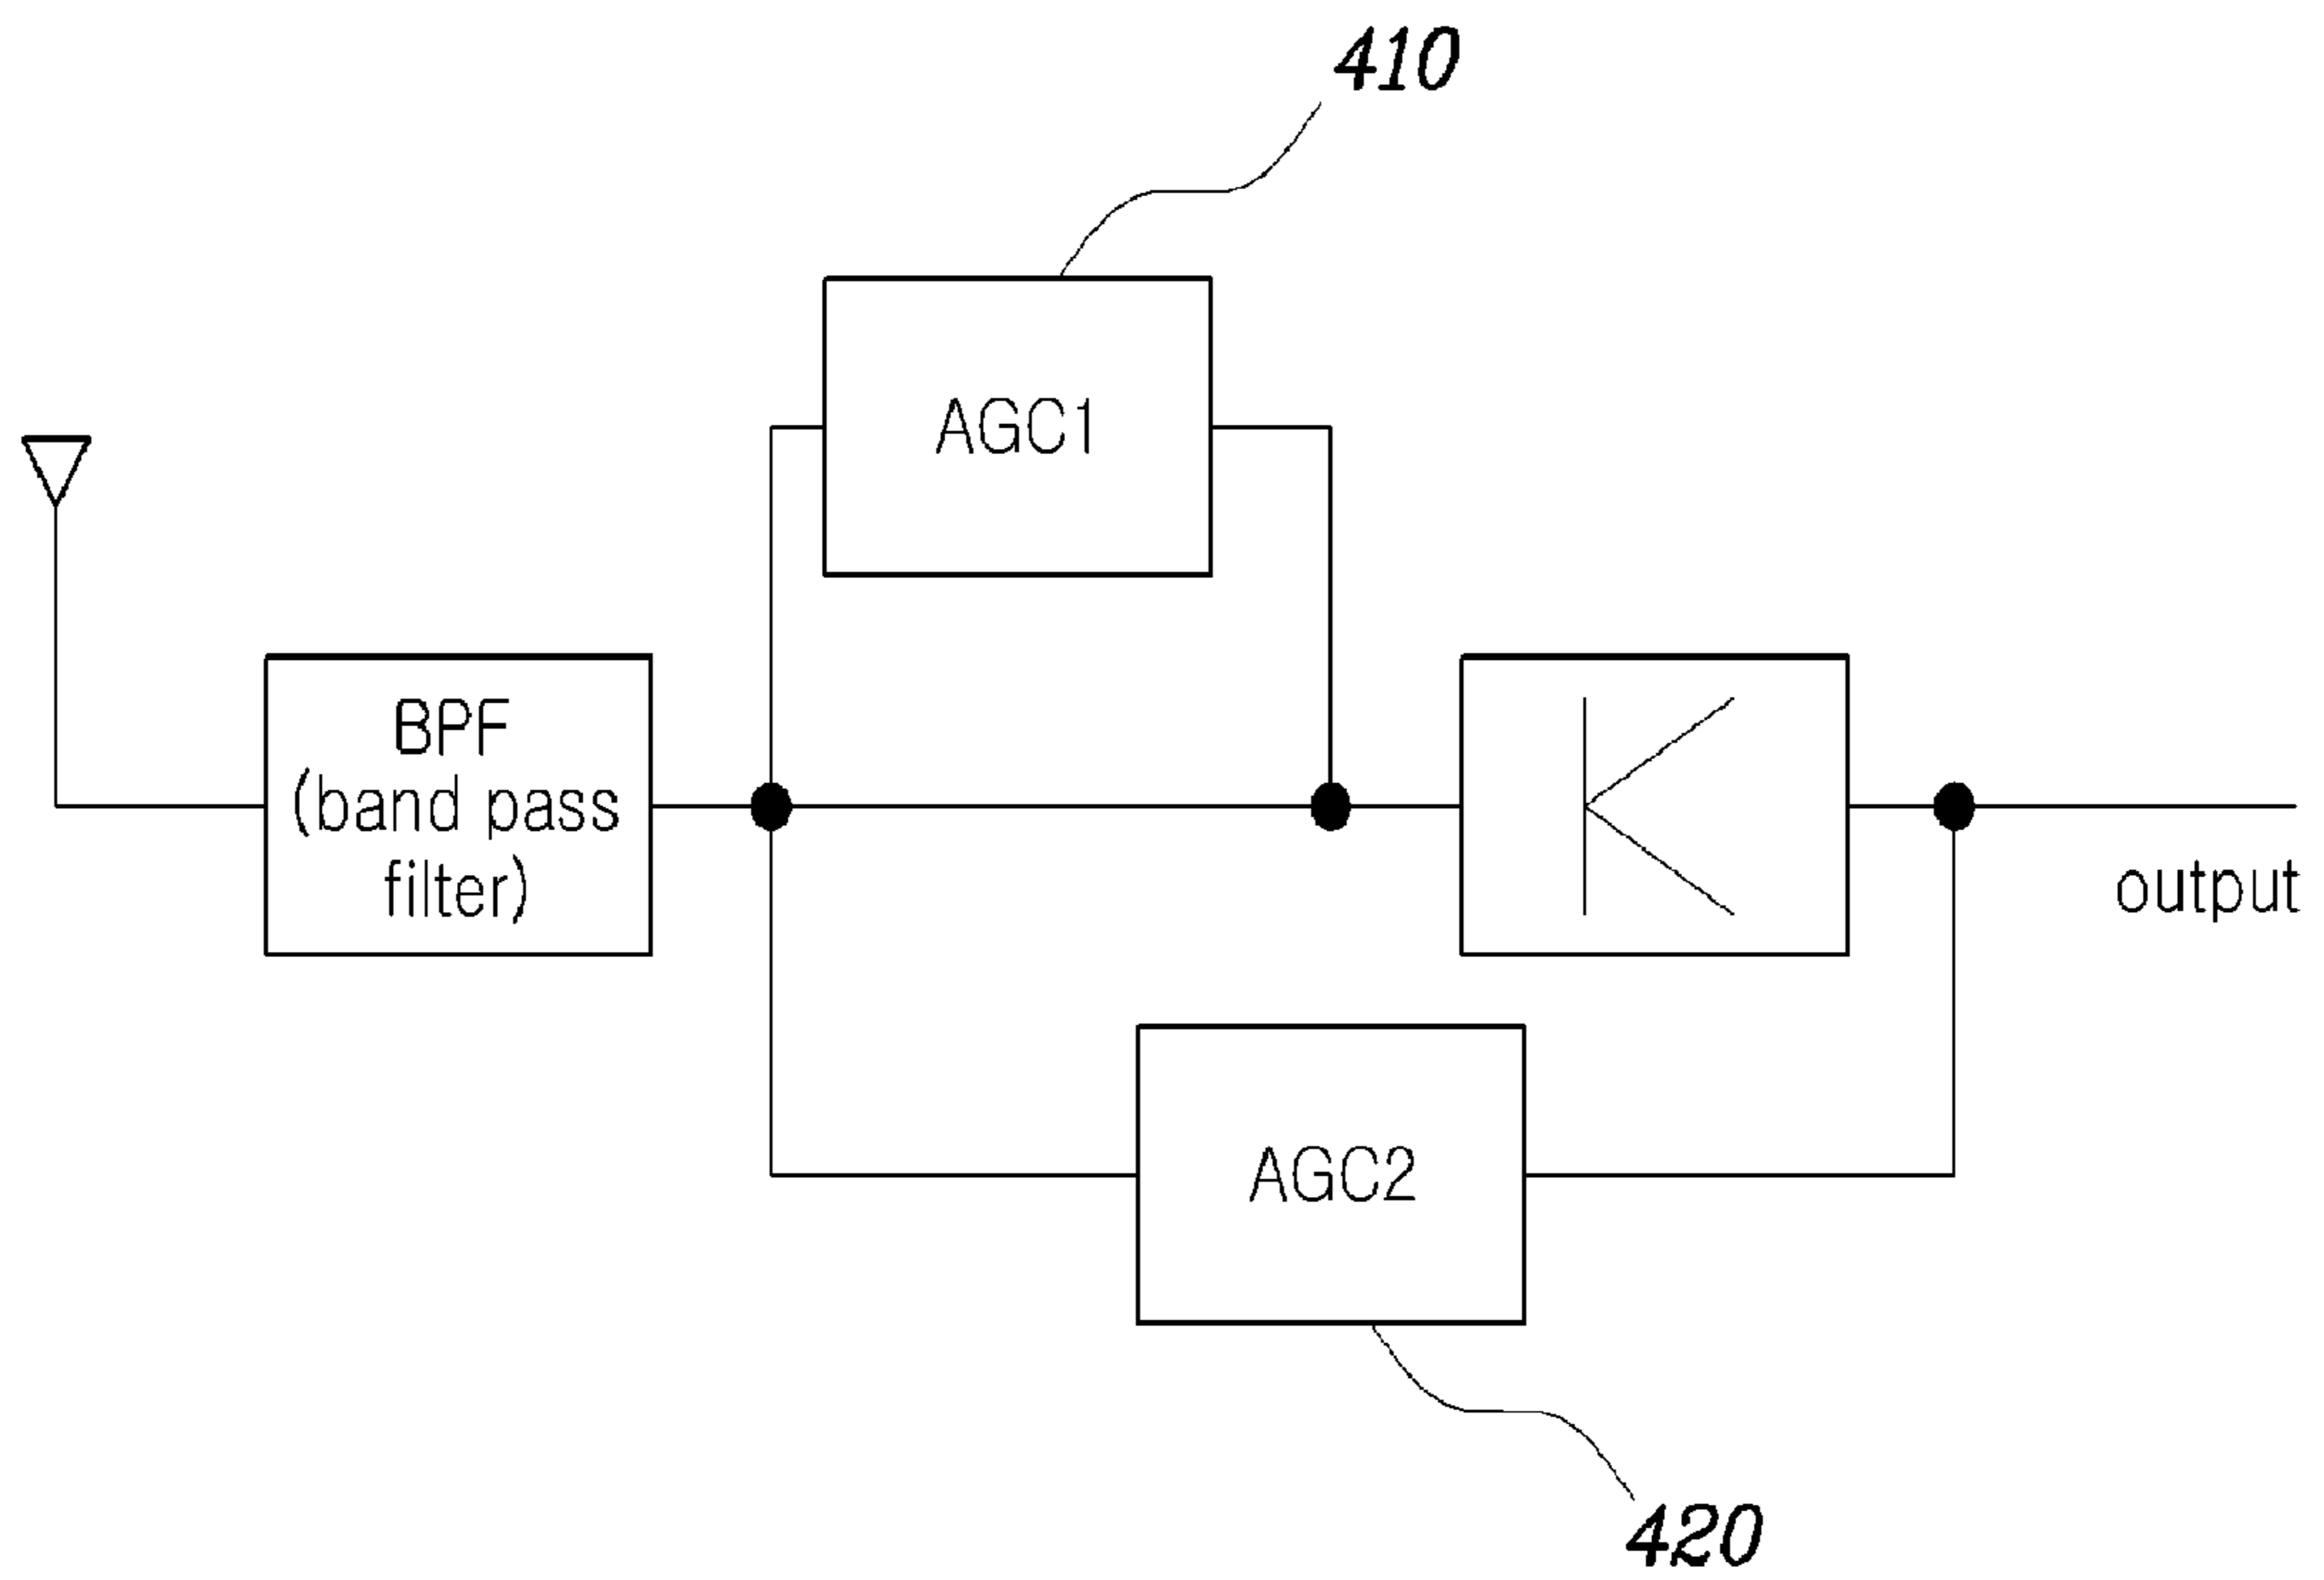 410
AGC1
BPF
(band pass
filter)
output
AGC2
420